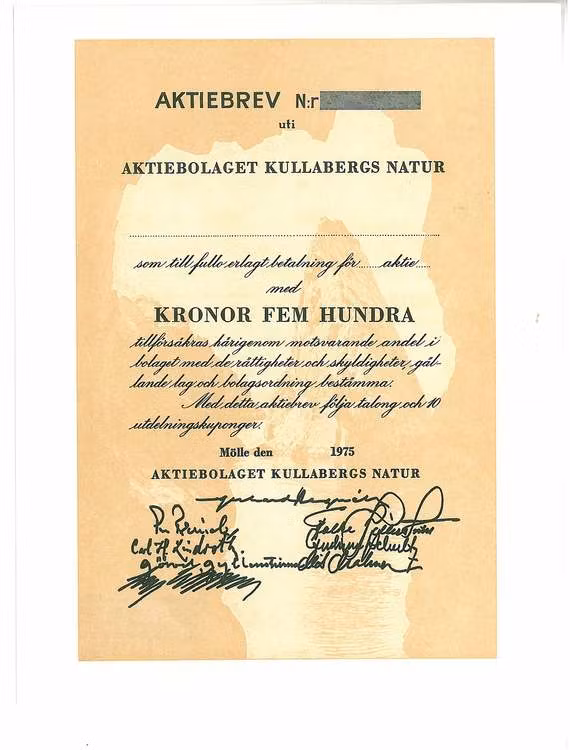 AKTIEBREV N:r
uti
AKTIEBOLAGET KULLABERGS NATUR
som till fullo erlagt betalning för ...... aktie ....
med
KRONOR FEM HUNDRA
tillförsäkras härigenom motsvarande andel i
bolaget med de rättigheter och skyldigheter, gäl-
lande lag och bolagsordning bestämma.
Med detta aktiebrev följa talong och 10
utdelningskuponger.
Mölle den 1975
AKTIEBOLAGET KULLABERGS NATUR
Carl H. Lindroth.